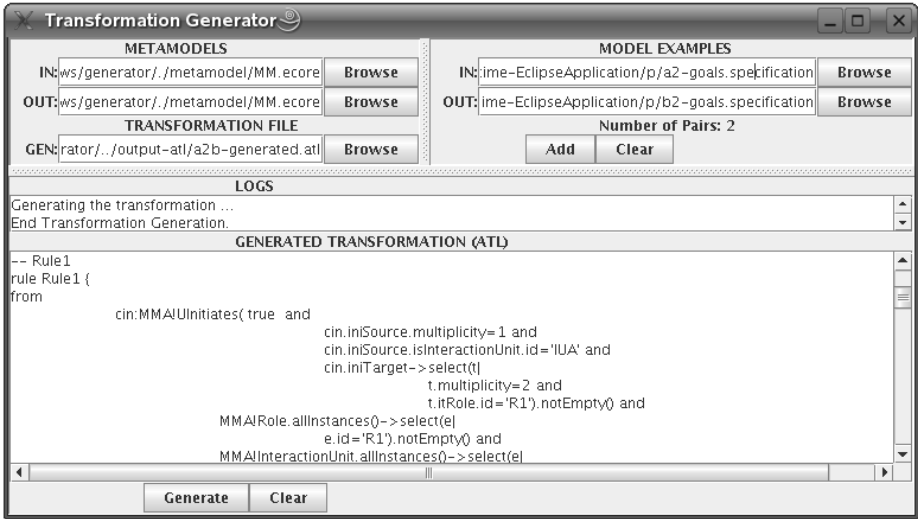 Transformation Generator
METAMODELS
IN: ws/generator/./metamodel/MM.ecore Browse
OUT: ws/generator/./metamodel/MM.ecore Browse
TRANSFORMATION FILE
GEN: rator/../output-atl/a2b-generated.atl Browse
MODEL EXAMPLES
IN: :ime-EclipseApplication/p/a2-goals.specification Browse
OUT: ime-EclipseApplication/p/b2-goals.specification Browse
Number of Pairs: 2
Add Clear
LOGS
Generating the transformation ...
End Transformation Generation.
GENERATED TRANSFORMATION (ATL)
-- Rule1
rule Rule1 {
from
cin:MMA!UInitiates( true and
cin.iniSource.multiplicity=1 and
cin.iniSource.isInteractionUnit.id='IUA' and
cin.iniTarget->select(t|
t.multiplicity=2 and
t.itRole.id='R1').notEmpty() and
MMA!Role.allInstances()->select(e|
e.id='R1').notEmpty() and
MMA!InteractionUnit.allInstances()->select(e|
Generate Clear